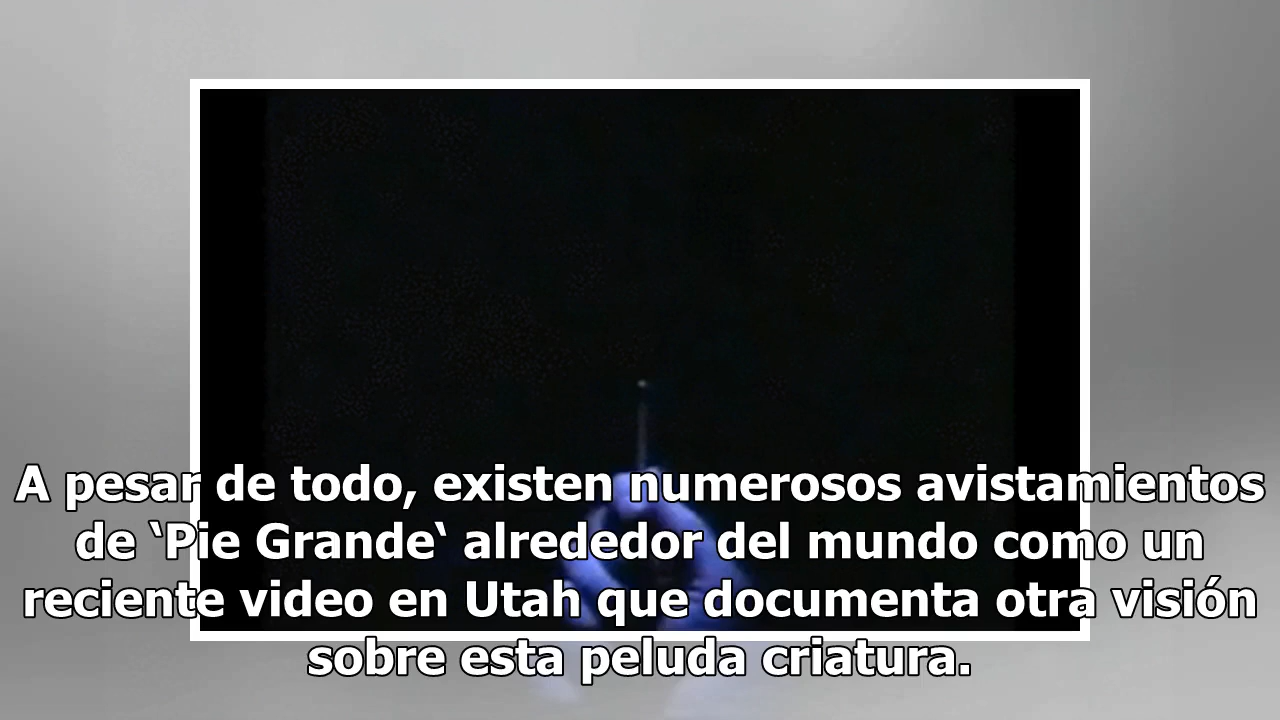 A pesar de todo, existen numerosos avistamientos
de ‘Pie Grande‘ alrededor del mundo como un
reciente video en Utah que documenta otra visión
sobre esta peluda criatura.